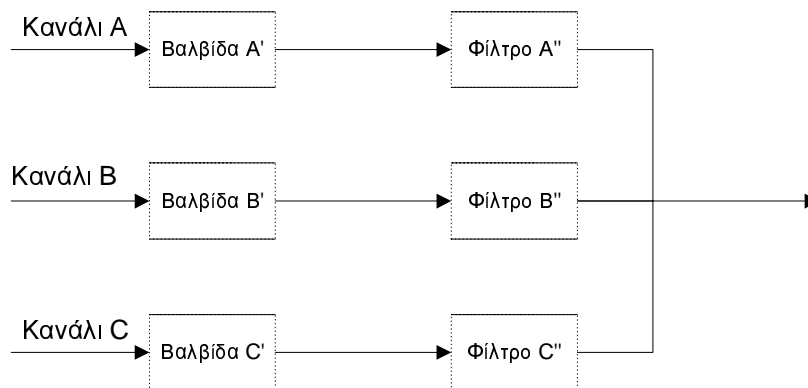 Κανάλι A
Βαλβίδα A'
Φίλτρο A''
Κανάλι B
Βαλβίδα B'
Φίλτρο B''
Κανάλι C
Βαλβίδα C'
Φίλτρο C''